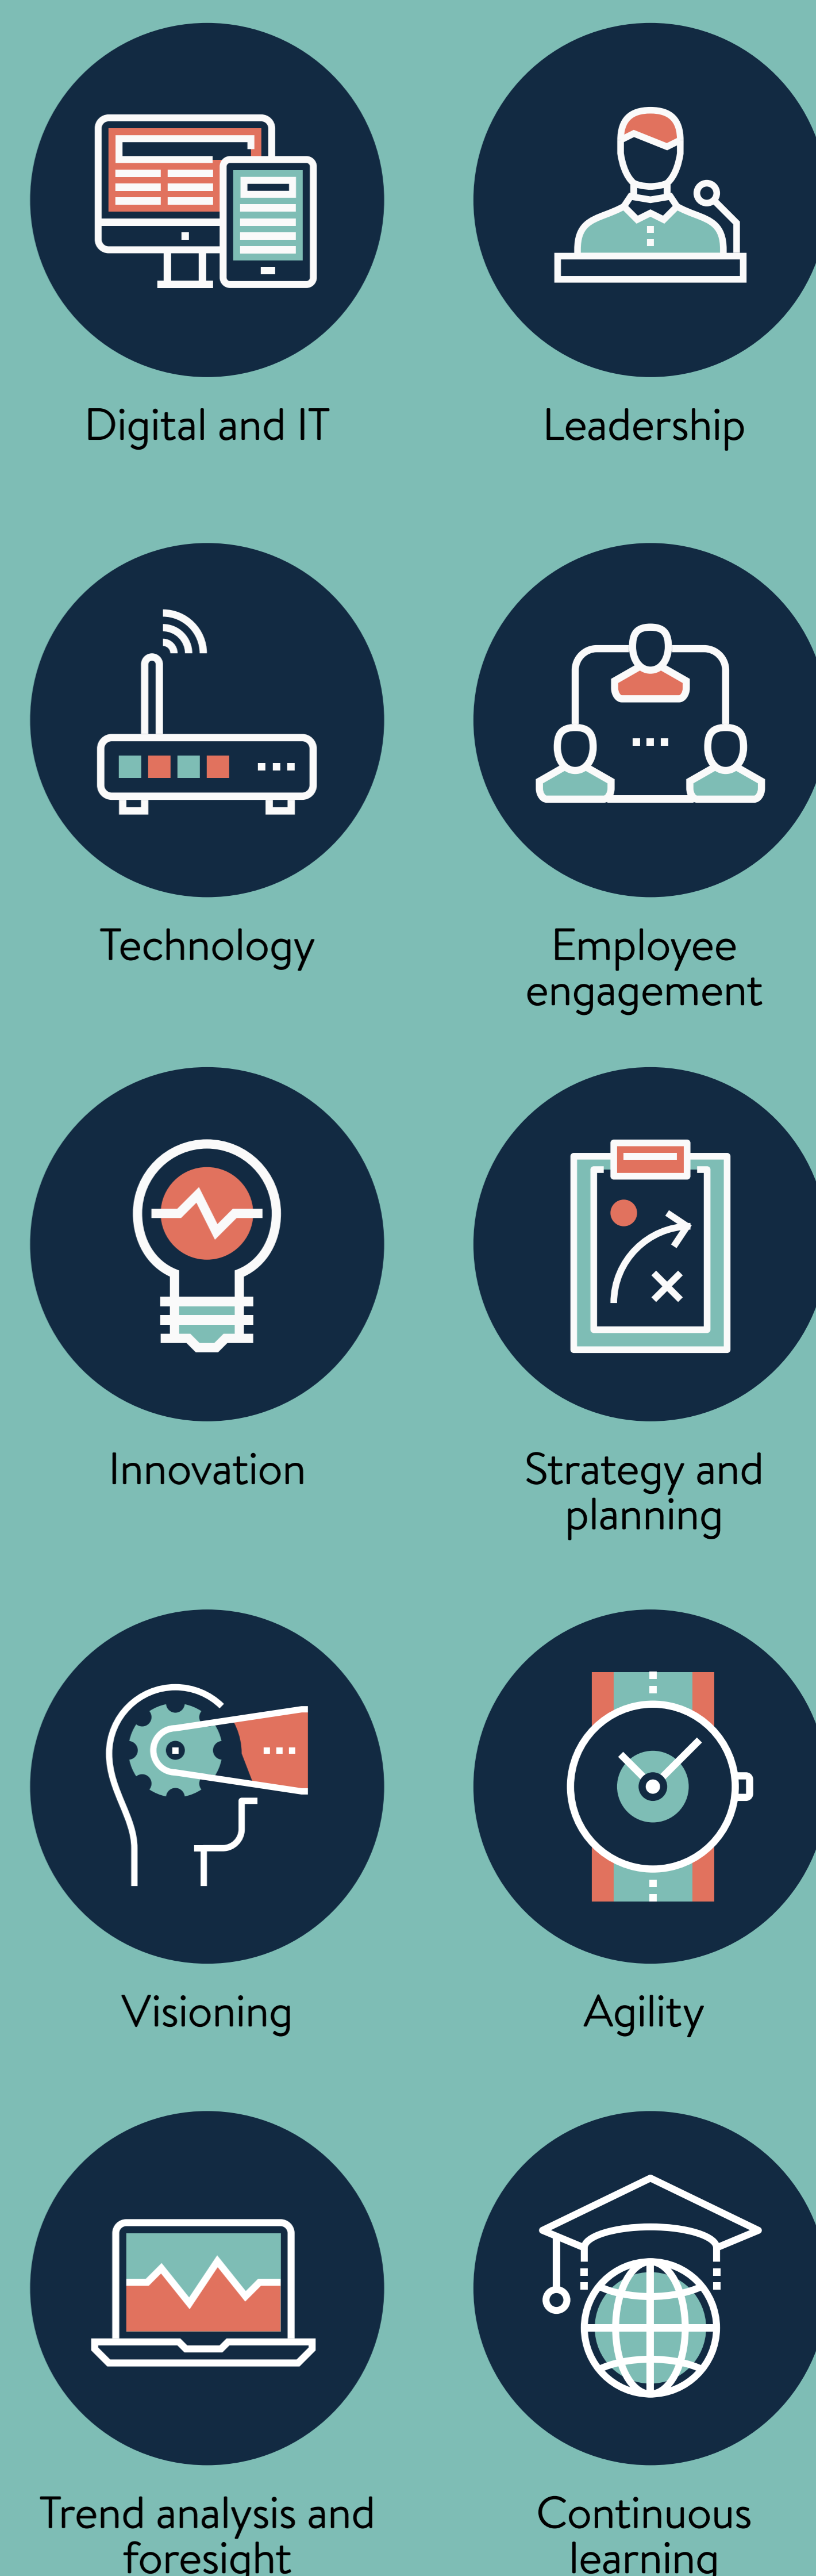 Digital and IT
Leadership
Technology
Employee
engagement
Innovation
Strategy and
planning
Visioning
Agility
Trend analysis and
foresight
Continuous
learning